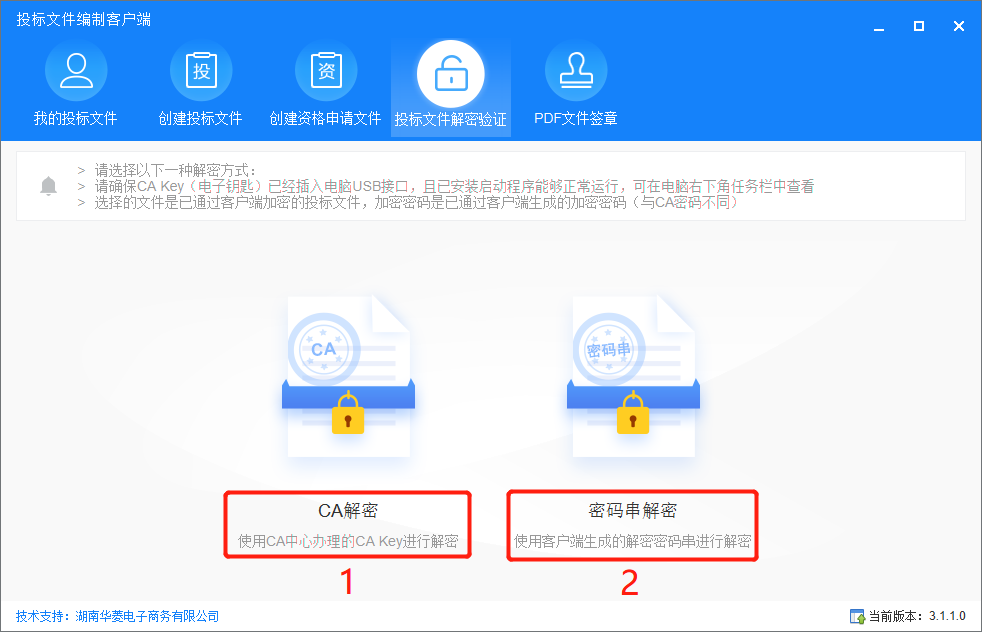 投标文件编制客户端
投
资
我的投标文件
创建投标文件
创建资格申请文件
投标文件解密验证
PDF文件签章
> 请选择以下一种解密方式：
> 请确保CA Key（电子钥匙）已经插入电脑USB接口，且已安装启动程序能够正常运行，可在电脑右下角任务栏中查看
> 选择的文件是已通过客户端加密的投标文件，加密密码是已通过客户端生成的加密密码（与CA密码不同）
CA
密码串
CA解密
使用CA中心办理的CA Key进行解密
密码串解密
使用客户端生成的解密密码串进行解密
1
2
技术支持：湖南华菱电子商务有限公司
当前版本：3.1.1.0